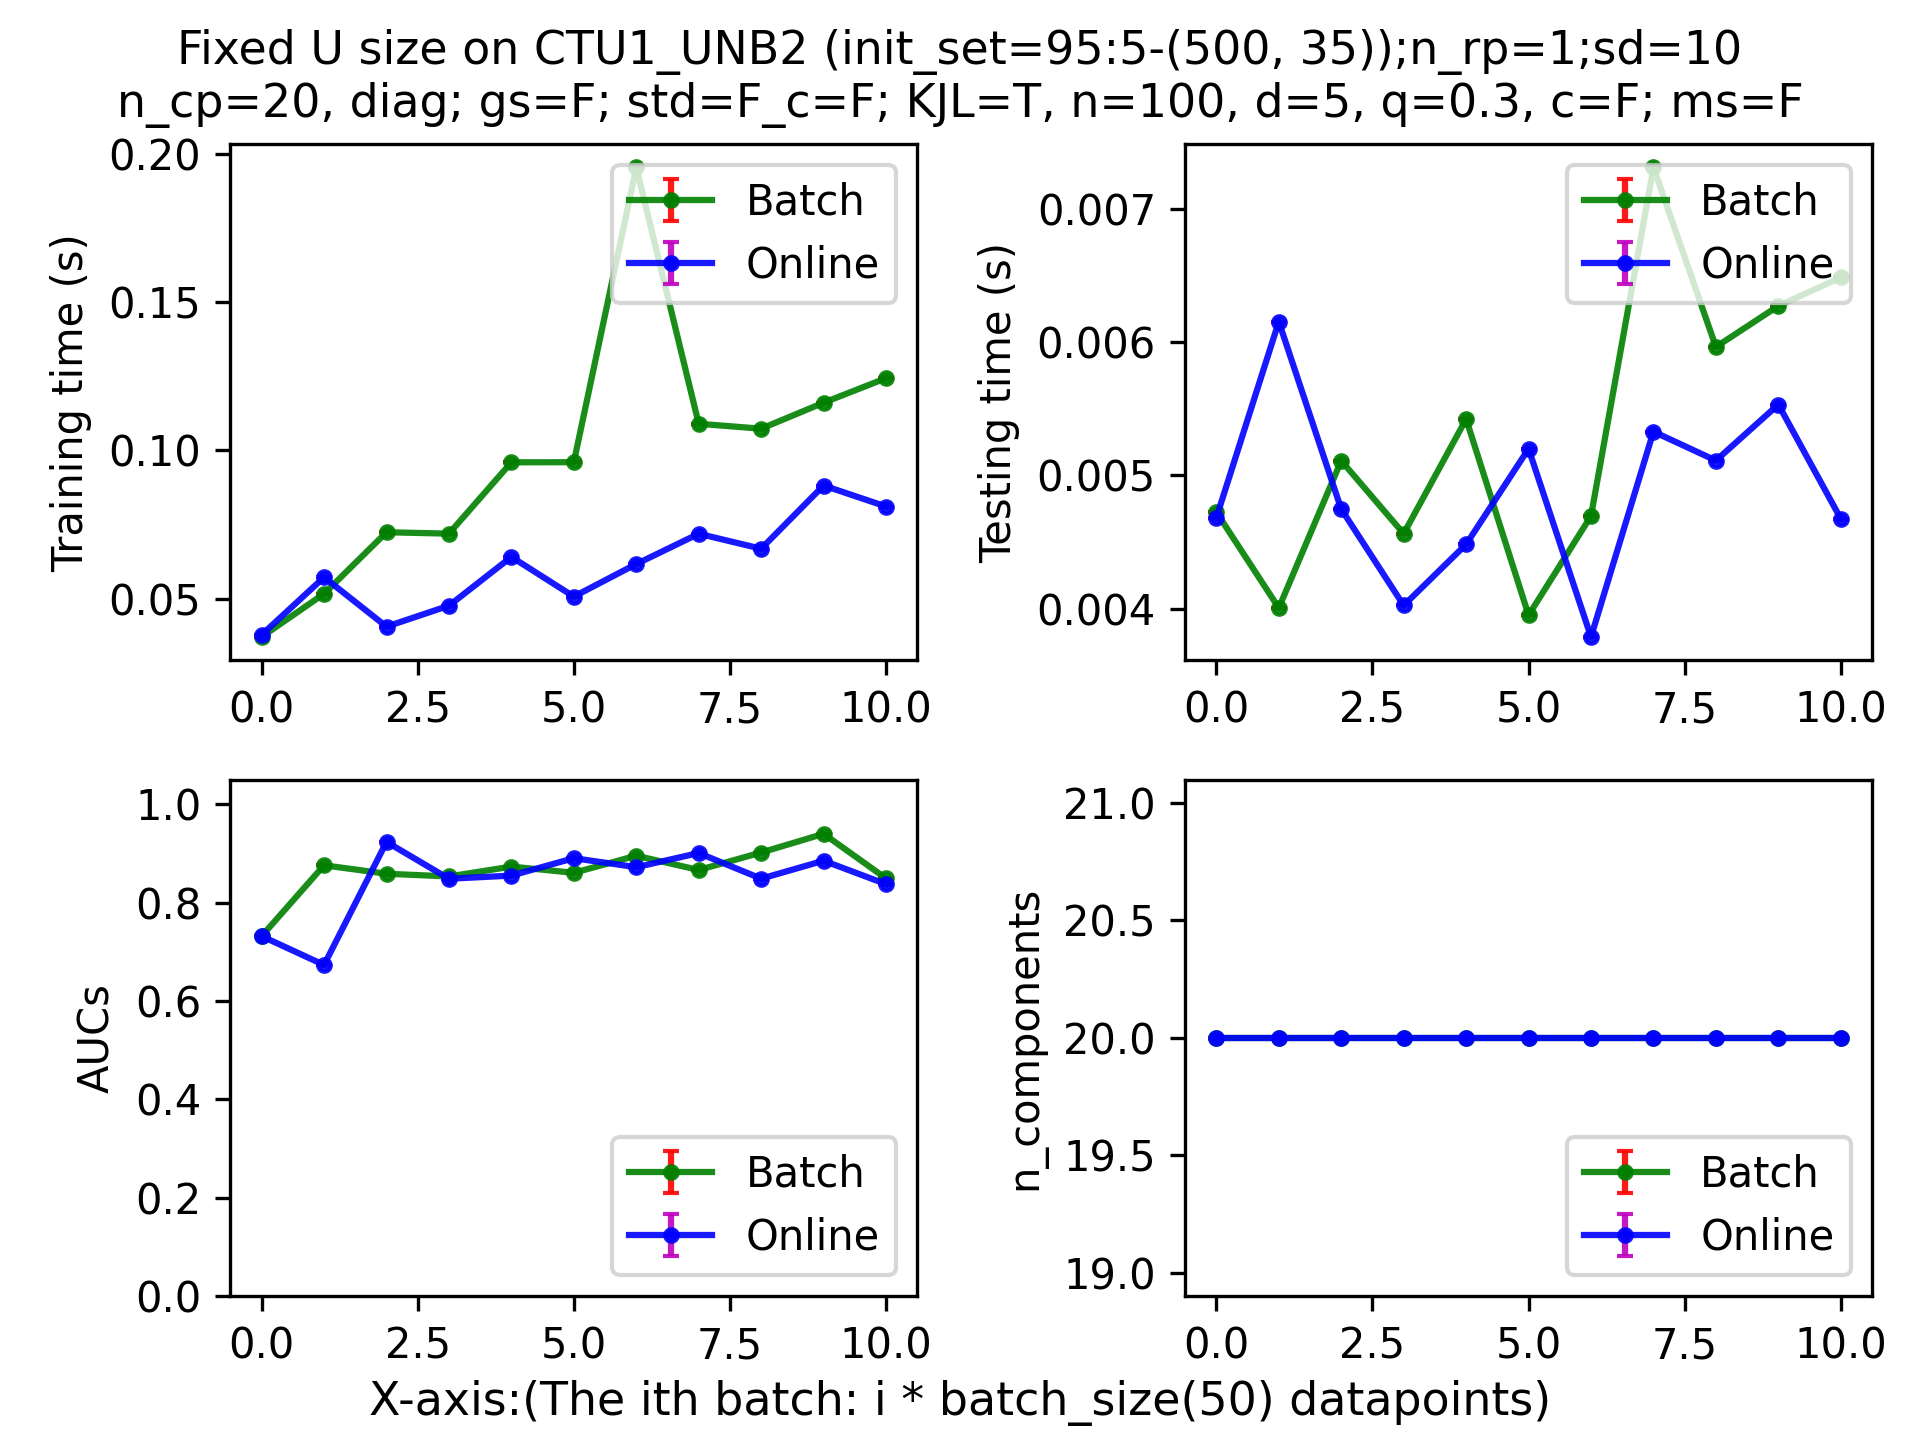 Fixed U size on CTU1_UNB2 (init_set=95:5-(500, 35));n_rp=1;sd=10
n_cp=20, diag; gs=F; std=F_c=F; KJL=T, n=100, d=5, q=0.3, c=F; ms=F
Training time (s)
0.20
0.15
0.10
0.05
0.0 2.5 5.0 7.5 10.0
Batch
Online
Testing time (s)
0.007
0.006
0.005
0.004
0.0 2.5 5.0 7.5 10.0
Batch
Online
AUCs
1.0
0.8
0.6
0.4
0.2
0.0
0.0 2.5 5.0 7.5 10.0
Batch
Online
n_components
21.0
20.5
20.0
19.5
19.0
0.0 2.5 5.0 7.5 10.0
Batch
Online
X-axis:(The ith batch: i * batch_size(50) datapoints)